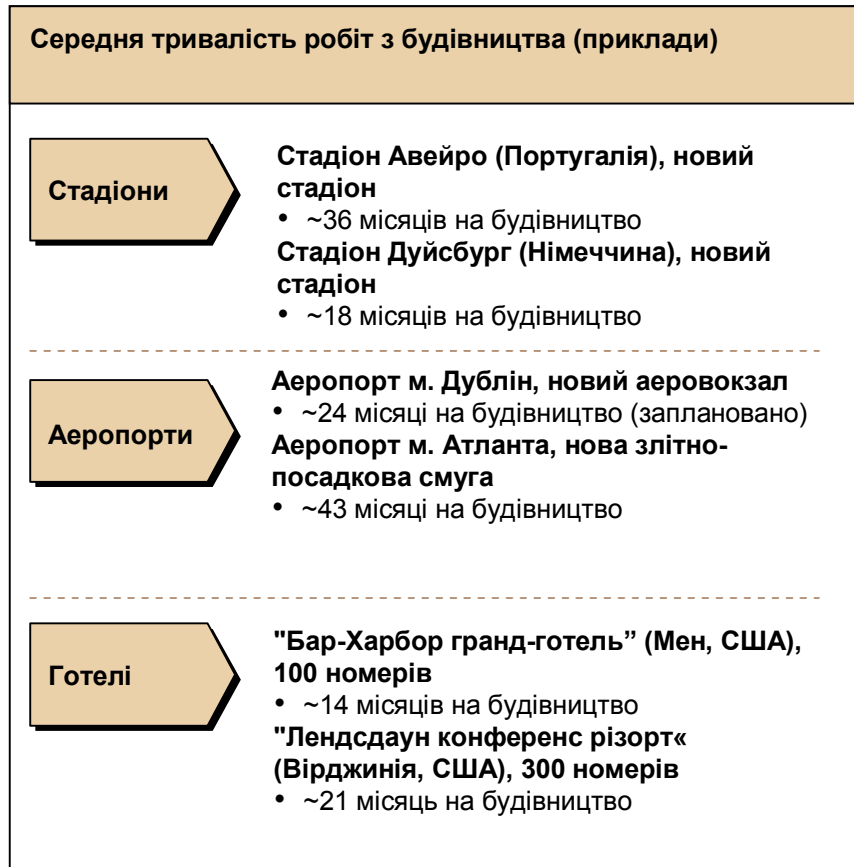 Середня тривалість робіт з будівництва (приклади)
Стадіони
Стадіон Авейро (Португалія), новий
стадіон
• ~36 місяців на будівництво
Стадіон Дуйсбург (Німеччина), новий
стадіон
• ~18 місяців на будівництво
Аеропорти
Аеропорт м. Дублін, новий аеровокзал
• ~24 місяці на будівництво (заплановано)
Аеропорт м. Атланта, нова злітно-
посадкова смуга
• ~43 місяці на будівництво
Готелі
"Бар-Харбор гранд-готель” (Мен, США),
100 номерів
• ~14 місяців на будівництво
"Лендсдаун конференс різорт«
(Вірджинія, США), 300 номерів
• ~21 місяць на будівництво